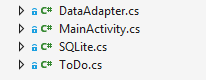 C# DataAdapter.cs
C# MainActivity.cs
C# SQLite.cs
C# ToDo.cs